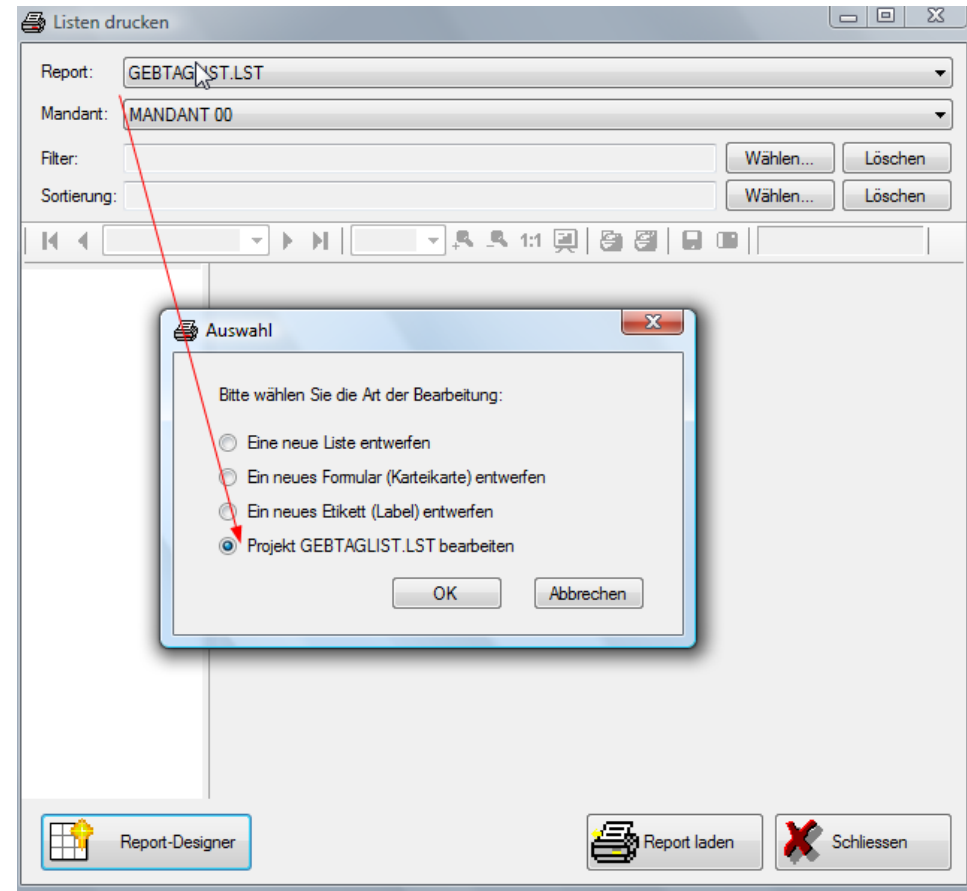 Listen drucken
Report: GEBTAGLIST.LST
Mandant: MANDANT 00
Filter: Wählen... Löschen
Sortierung: Wählen... Löschen
1:1
Auswahl
Bitte wählen Sie die Art der Bearbeitung:
Eine neue Liste entwerfen
Ein neues Formular (Karteikarte) entwerfen
Ein neues Etikett (Label) entwerfen
Projekt GEBTAGLIST.LST bearbeiten
OK Abbrechen
Report-Designer Report laden Schliessen